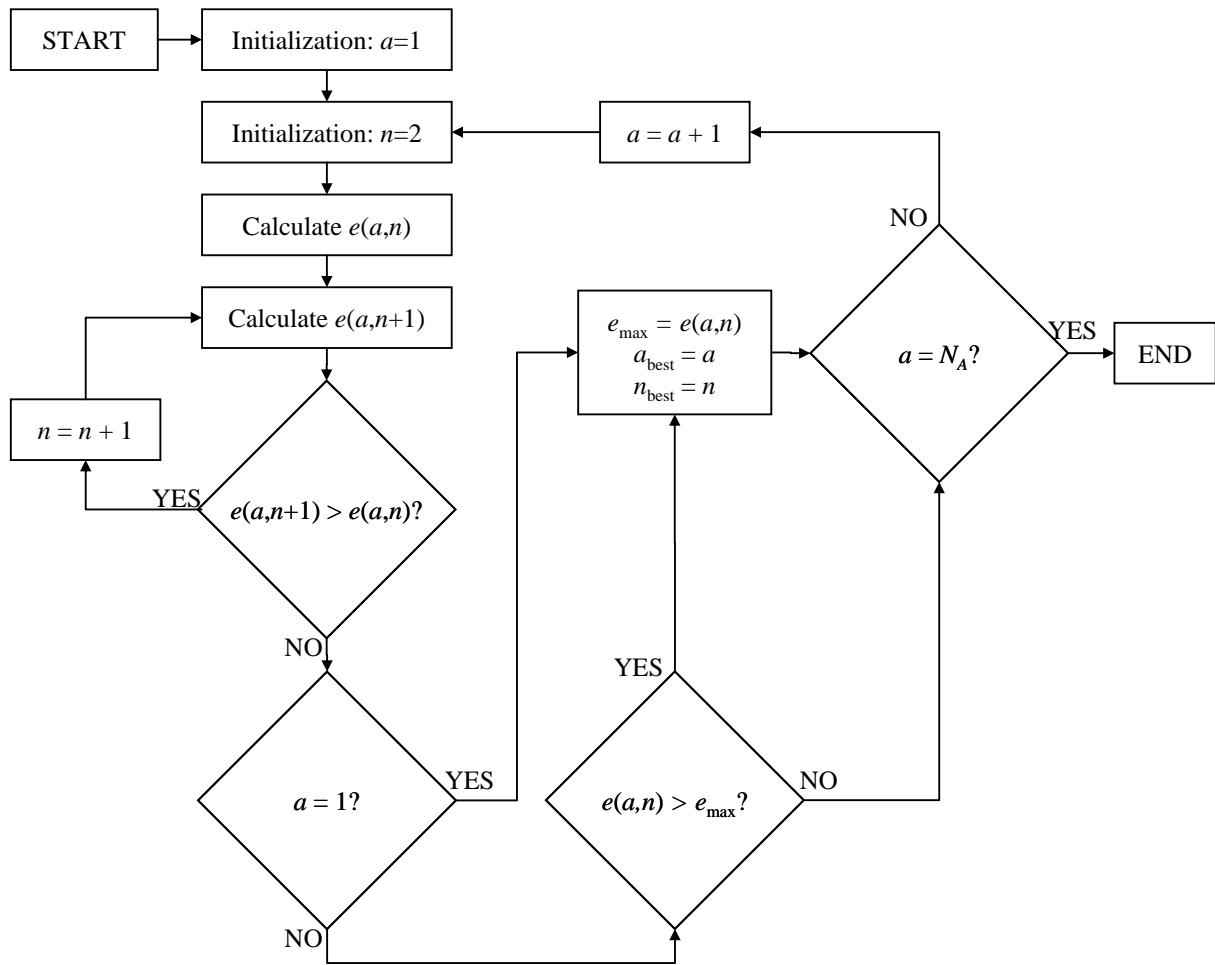 START
Initialization: a=1
Initialization: n=2
a = a + 1
Calculate e(a,n)
NO
Calculate e(a,n+1)
e_max = e(a,n)
a_best = a
n_best = n
a = N_A?
YES
END
n = n + 1
YES
e(a,n+1) > e(a,n)?
NO
YES
YES
NO
a = 1?
e(a,n) > e_max?
NO